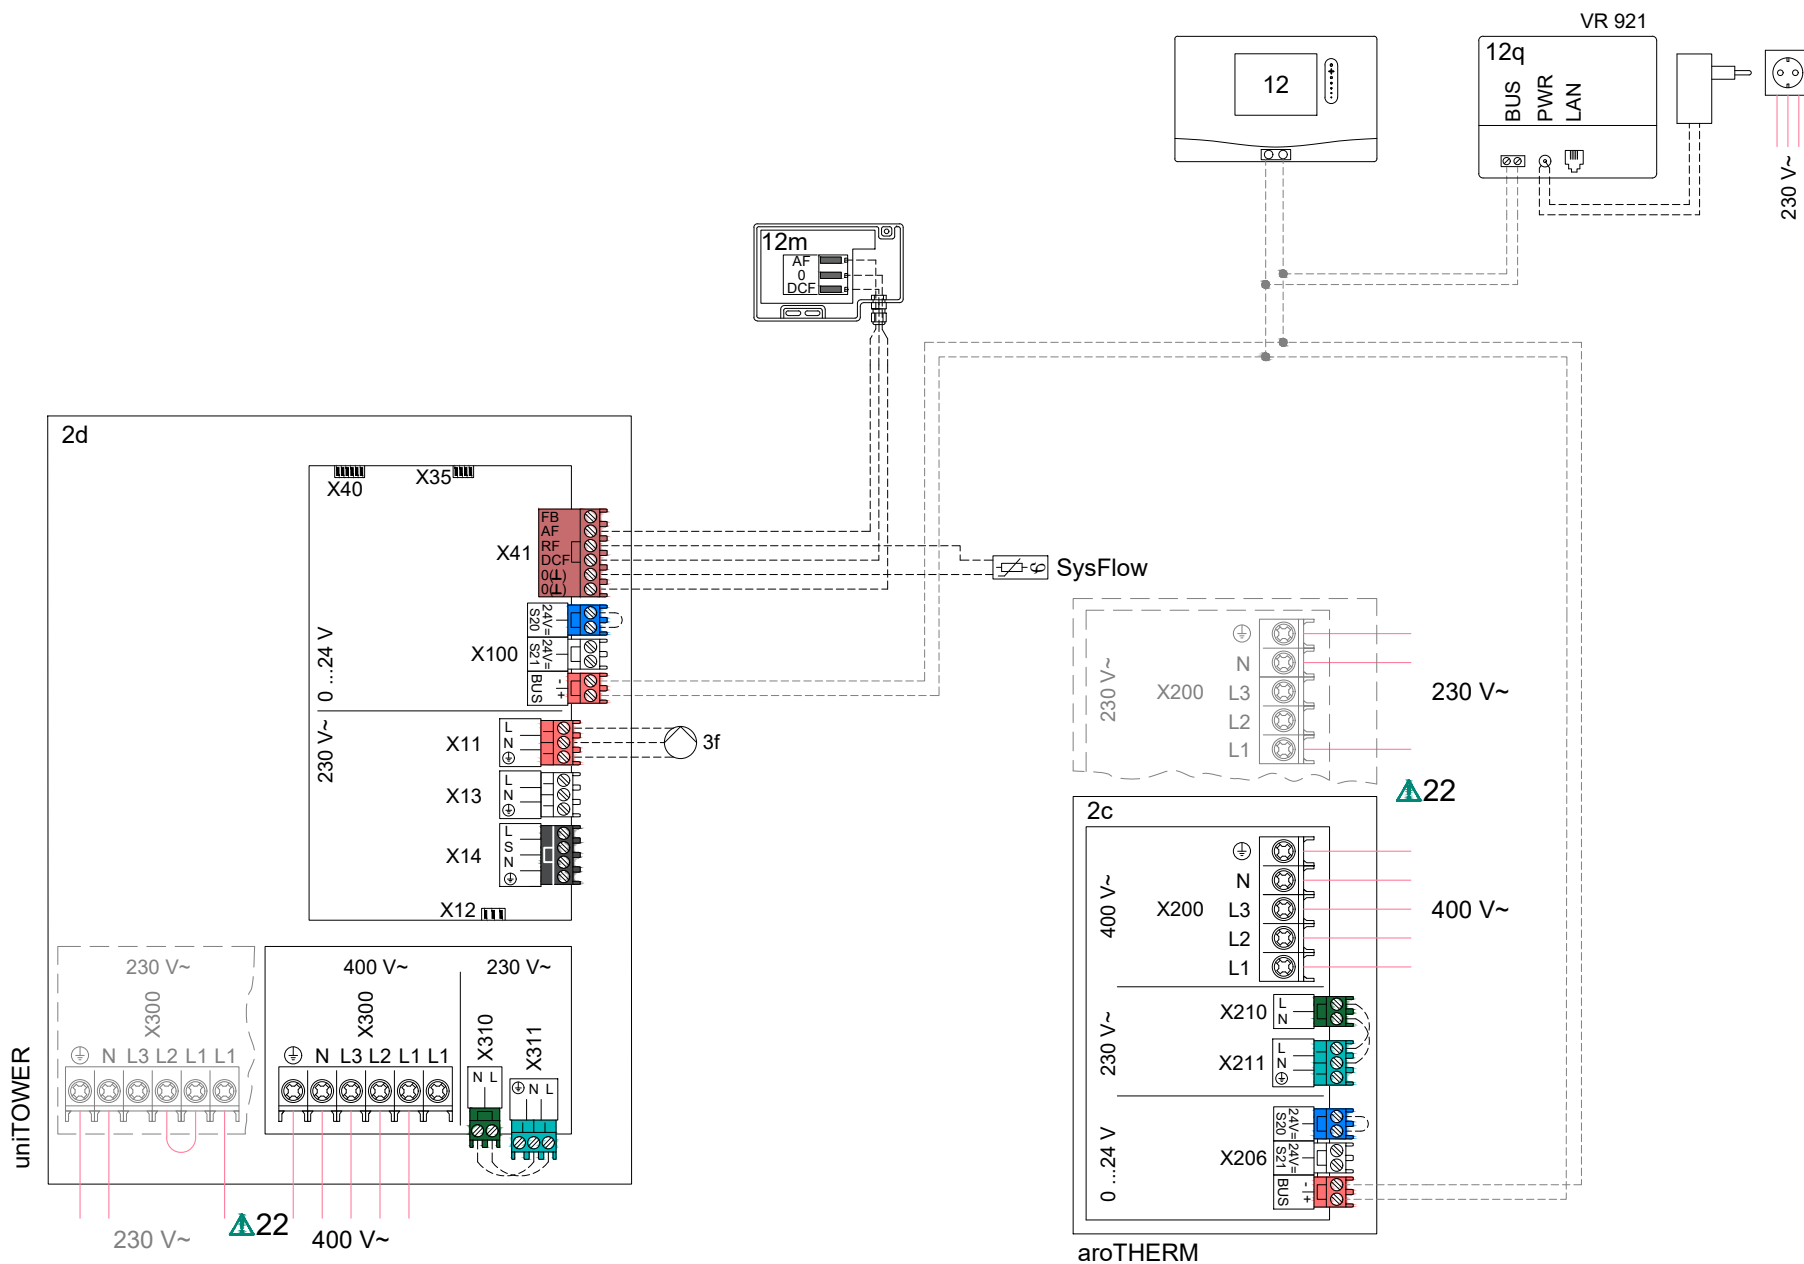 VR 921
12
12q
BUS
PWR
LAN
230 V~
12m
AF
0
DCF
2d
X40
X35
X41
FB
AF
RF
DCF
0(⊥)
0(⊥)
SysFlow
0 ...24 V
X100
24V=
S20
24V=
S21
BUS
-
+
230 V~
X11
L
N
3f
X13
L
N
X14
L
S
N
X12
230 V~
X300
N L3 L2 L1 L1
400 V~
X300
N L3 L2 L1 L1
230 V~
X310
N L
X311
N L
uniTOWER
230 V~
22
400 V~
230 V~
X200
N
L3
L2
L1
230 V~
22
2c
400 V~
X200
N
L3
L2
L1
400 V~
230 V~
X210
L
N
X211
L
N
0 ...24 V
X206
24V=
S20
24V=
S21
BUS
-
+
aroTHERM